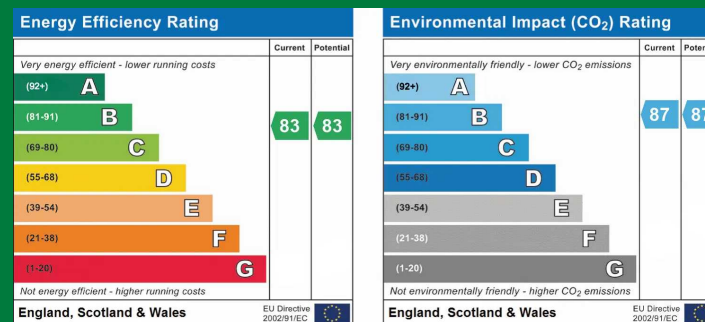 Energy Efficiency Rating
Current Potential
Very energy efficient - lower running costs
(92+) A
(81-91) B
83 83
(69-80) C
(55-68) D
(39-54) E
(21-38) F
(1-20) G
Not energy efficient - higher running costs
England, Scotland & Wales
EU Directive
2002/91/EC
Environmental Impact (CO₂) Rating
Current Poten
Very environmentally friendly - lower CO₂ emissions
(92+) A
(81-91) B
87 87
(69-80) C
(55-68) D
(39-54) E
(21-38) F
(1-20) G
Not environmentally friendly - higher CO₂ emissions
England, Scotland & Wales
EU Directive
2002/91/EC